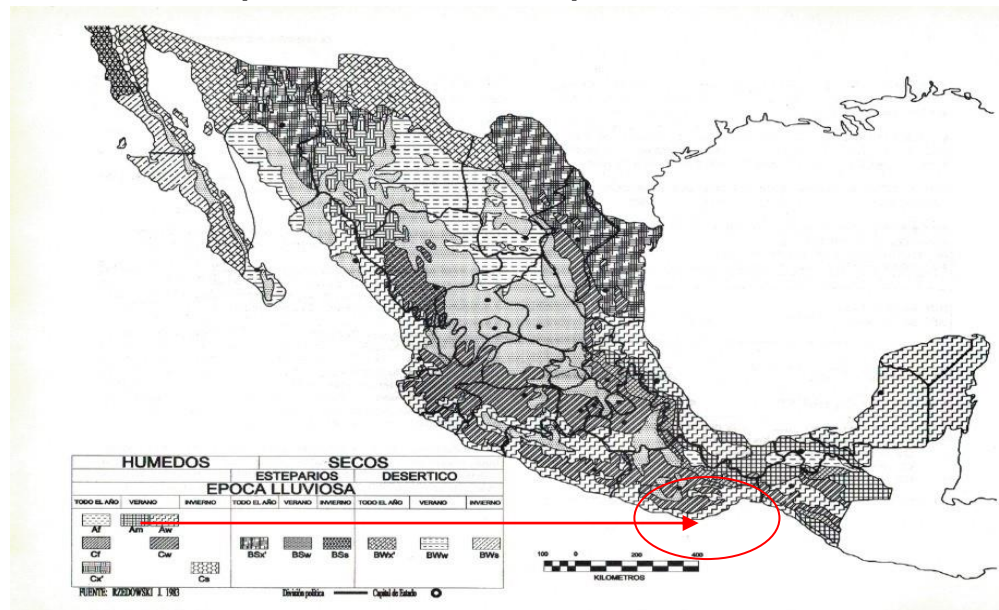 HUMEDOS SECOS
ESTEPARIOS DESERTICO
EPOCA LLUVIOSA
TODO EL AÑO VERANO INVIERNO TODO EL AÑO VERANO INVIERNO TODO EL AÑO VERANO INVIERNO
Af Am Aw
Cf Cw BSx' BSw BSs BWx' BWw BWs
Cx' Cs
FUENTE: RZEDOWSKI J. 1983 División política Capital de Estado
100 0 200 400
KILOMETROS